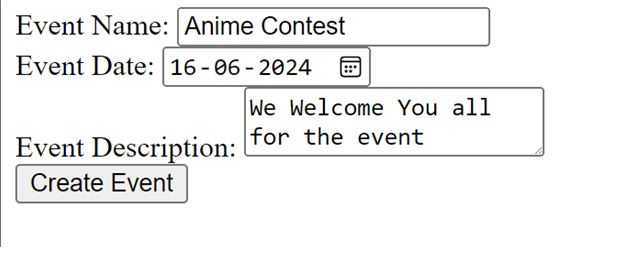 Event Name: Anime Contest
Event Date: 16-06-2024
We Welcome You all
Event Description: for the event
Create Event